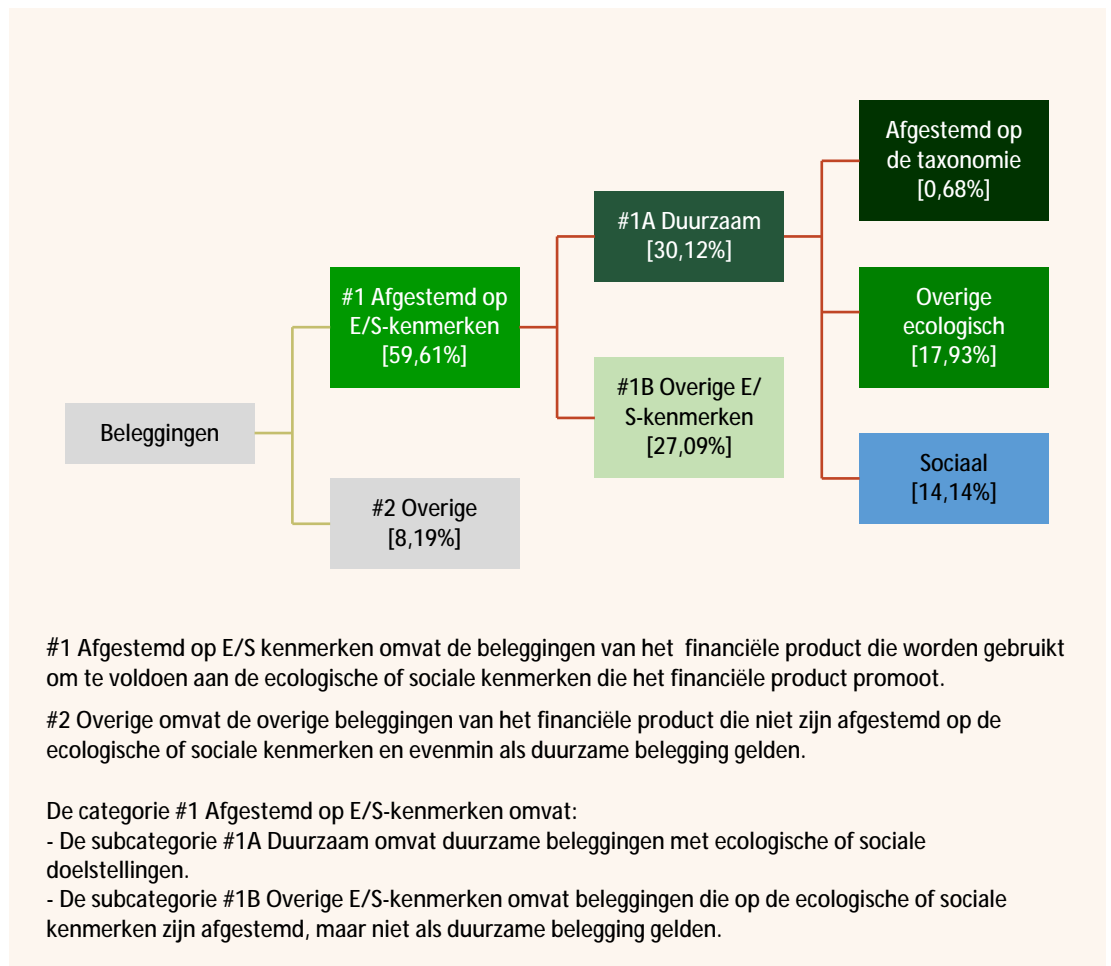 Afgestemd op
de taxonomie
[0,68%]
#1A Duurzaam
[30,12%]
#1 Afgestemd op
E/S-kenmerken
[59,61%]
Overige
ecologisch
[17,93%]
#1B Overige E/
S-kenmerken
[27,09%]
Beleggingen
Sociaal
[14,14%]
#2 Overige
[8,19%]
#1 Afgestemd op E/S kenmerken omvat de beleggingen van het financiële product die worden gebruikt
om te voldoen aan de ecologische of sociale kenmerken die het financiële product promoot.
#2 Overige omvat de overige beleggingen van het financiële product die niet zijn afgestemd op de
ecologische of sociale kenmerken en evenmin als duurzame belegging gelden.
De categorie #1 Afgestemd op E/S-kenmerken omvat:
- De subcategorie #1A Duurzaam omvat duurzame beleggingen met ecologische of sociale
doelstellingen.
- De subcategorie #1B Overige E/S-kenmerken omvat beleggingen die op de ecologische of sociale
kenmerken zijn afgestemd, maar niet als duurzame belegging gelden.